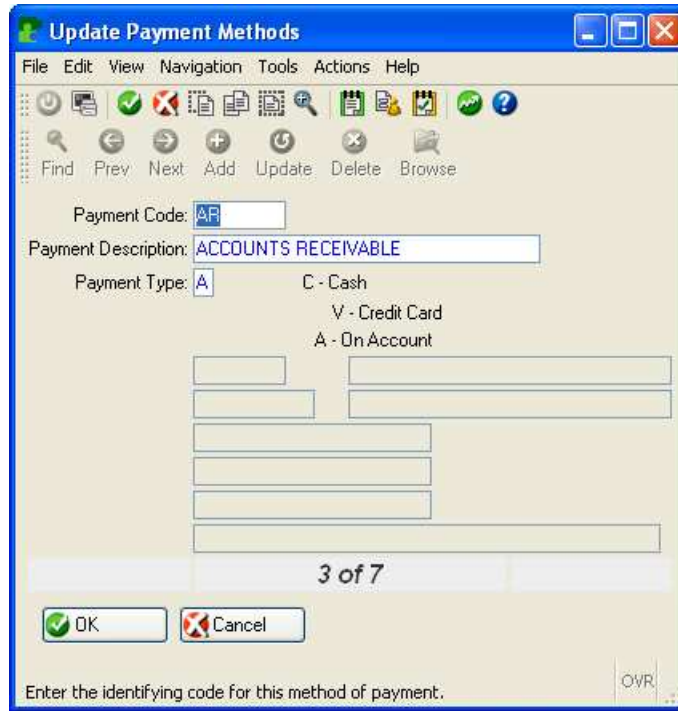 Update Payment Methods
File Edit View Navigation Tools Actions Help
Find Prev Next Add Update Delete Browse
Payment Code: AR
Payment Description: ACCOUNTS RECEIVABLE
Payment Type: A C - Cash
V - Credit Card
A - On Account
3 of 7
OK Cancel
OVR
Enter the identifying code for this method of payment.